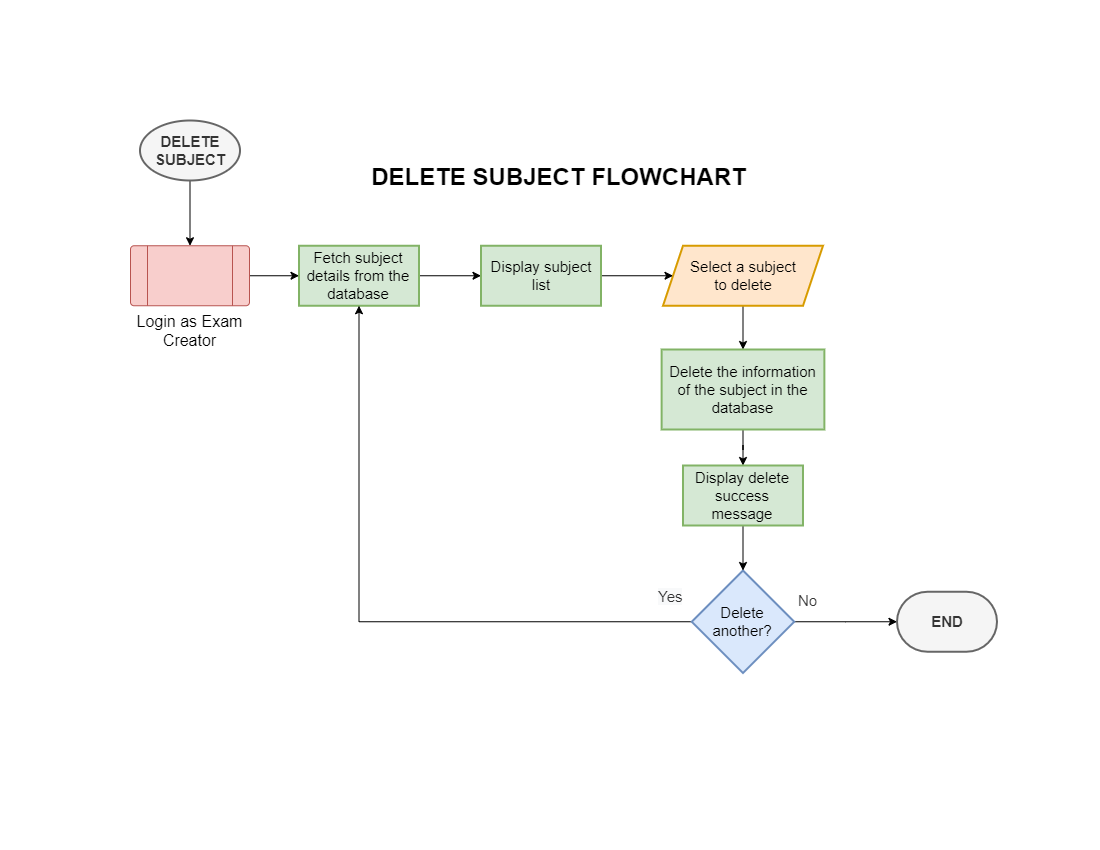 DELETE
SUBJECT
DELETE SUBJECT FLOWCHART
Login as Exam
Creator
Fetch subject
details from the
database
Display subject
list
Select a subject
to delete
Delete the information
of the subject in the
database
Display delete
success
message
Delete
another?
Yes
No
END